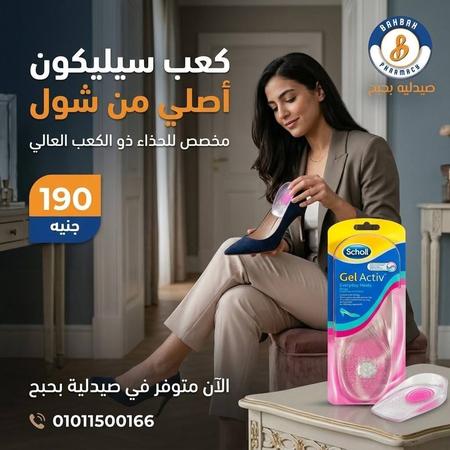 BAHBAH
PHARMACY
صيدلية بحبح
كعب سيليكون
أصلي من شول
مخصص للحذاء ذو الكعب العالي
190
جنيه
Scholl
Gel Activ
Everyday Heels
الآن متوفر في صيدلية بحبح
01011500166